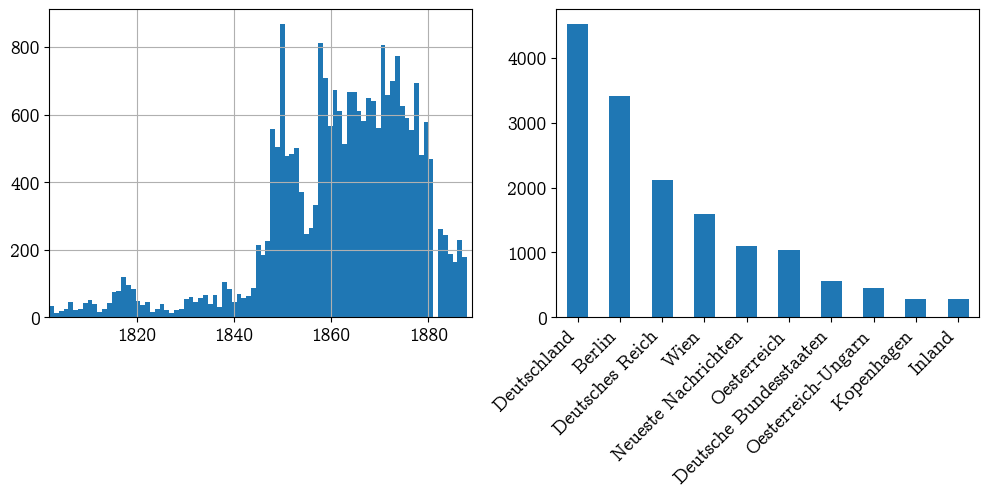 800
600
400
200
0
1820 1840 1860 1880
4000
3000
2000
1000
0
Deutschland
Berlin
Deutsches Reich
Wien
Neueste Nachrichten
Oesterreich
Deutsche Bundesstaaten
Oesterreich-Ungarn
Kopenhagen
Inland